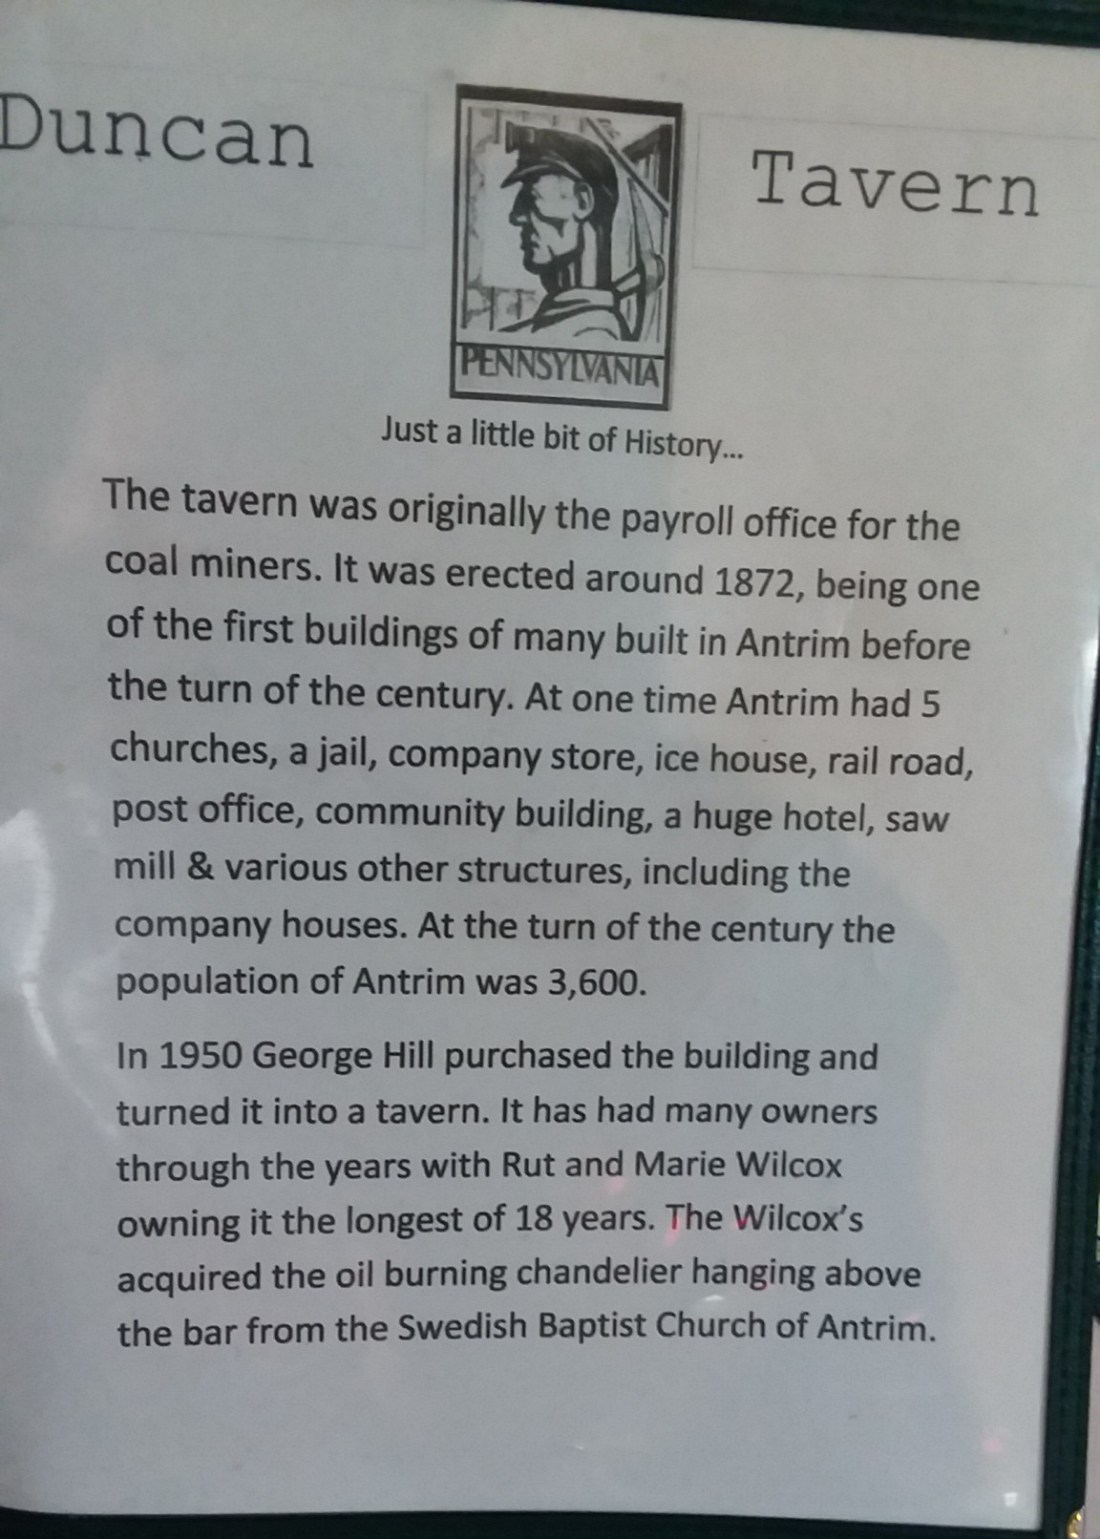 Duncan Tavern
PENNSYLVANIA
Just a little bit of History...
The tavern was originally the payroll office for the
coal miners. It was erected around 1872, being one
of the first buildings of many built in Antrim before
the turn of the century. At one time Antrim had 5
churches, a jail, company store, ice house, rail road,
post office, community building, a huge hotel, saw
mill & various other structures, including the
company houses. At the turn of the century the
population of Antrim was 3,600.
In 1950 George Hill purchased the building and
turned it into a tavern. It has had many owners
through the years with Rut and Marie Wilcox
owning it the longest of 18 years. The Wilcox's
acquired the oil burning chandelier hanging above
the bar from the Swedish Baptist Church of Antrim.